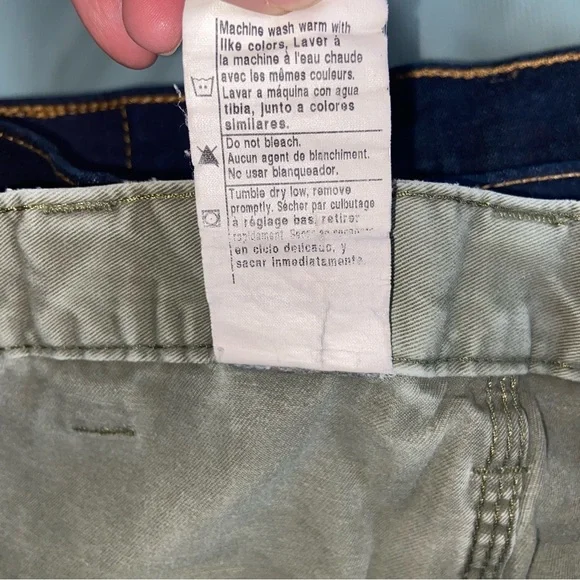 Machine wash warm with
like colors, Laver à
la machine à l'eau chaude
avec les mêmes couleurs.
Lavar a máquina con agua
tibia, junto a colores
similares.
Do not bleach.
Aucun agent de blanchiment.
No usar blanqueador.
Tumble dry low, remove
promptly. Sécher par culbutage
à réglage bas, retirer
rapidement.
en ciclo delicado, y
sacar inmediatamente